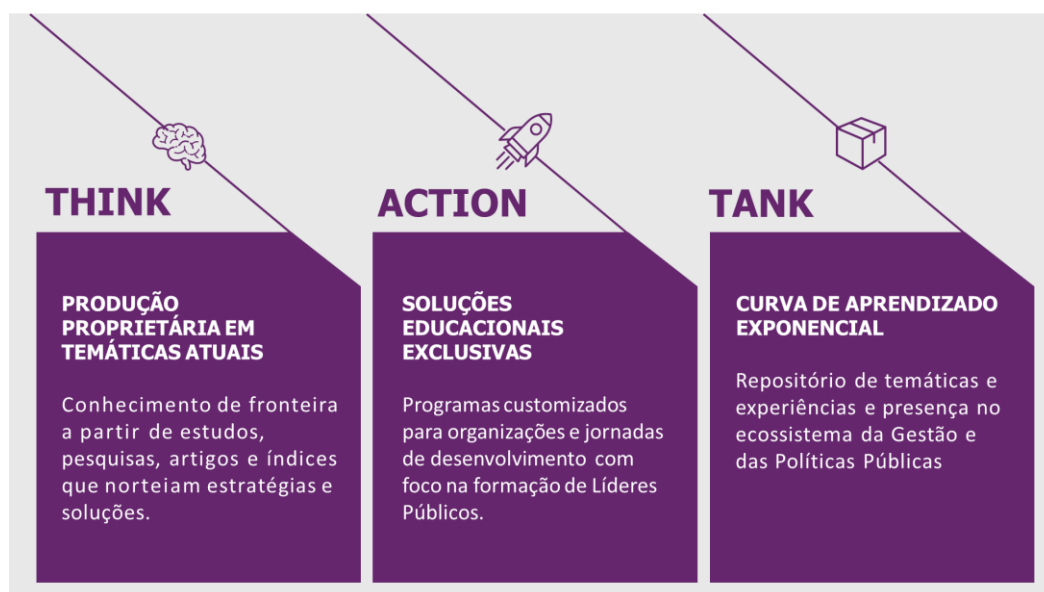 THINK
PRODUÇÃO
PROPRIETÁRIA EM
TEMÁTICAS ATUAIS
Conhecimento de fronteira
a partir de estudos,
pesquisas, artigos e índices
que norteiam estratégias e
soluções.
ACTION
SOLUÇÕES
EDUCACIONAIS
EXCLUSIVAS
Programas customizados
para organizações e jornadas
de desenvolvimento com
foco na formação de Líderes
Públicos.
TANK
CURVA DE APRENDIZADO
EXPONENCIAL
Repositório de temáticas e
experiências e presença no
ecossistema da Gestão e
das Políticas Públicas